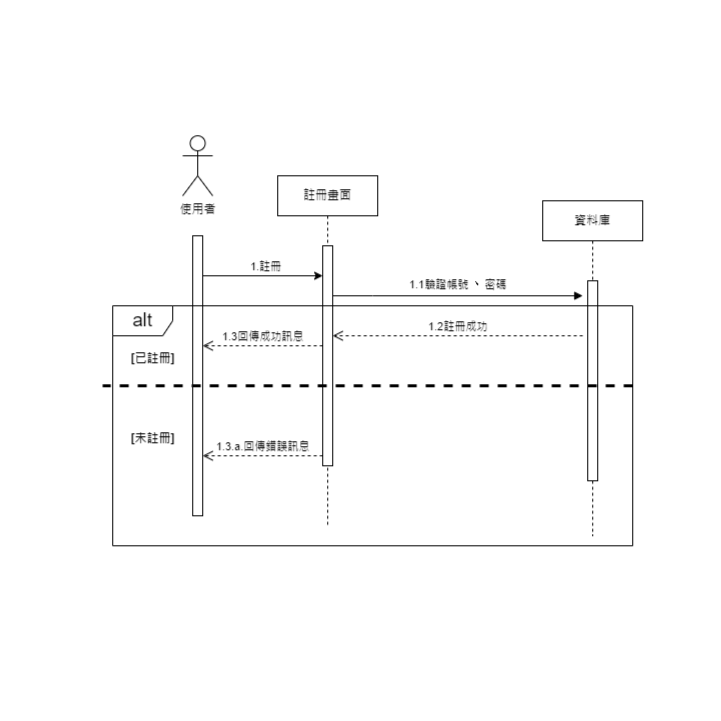 使用者
註冊畫面
資料庫
1.註冊
1.1驗證帳號、密碼
alt
1.2註冊成功
1.3回傳成功訊息
[已註冊]
[未註冊]
1.3.a.回傳錯誤訊息